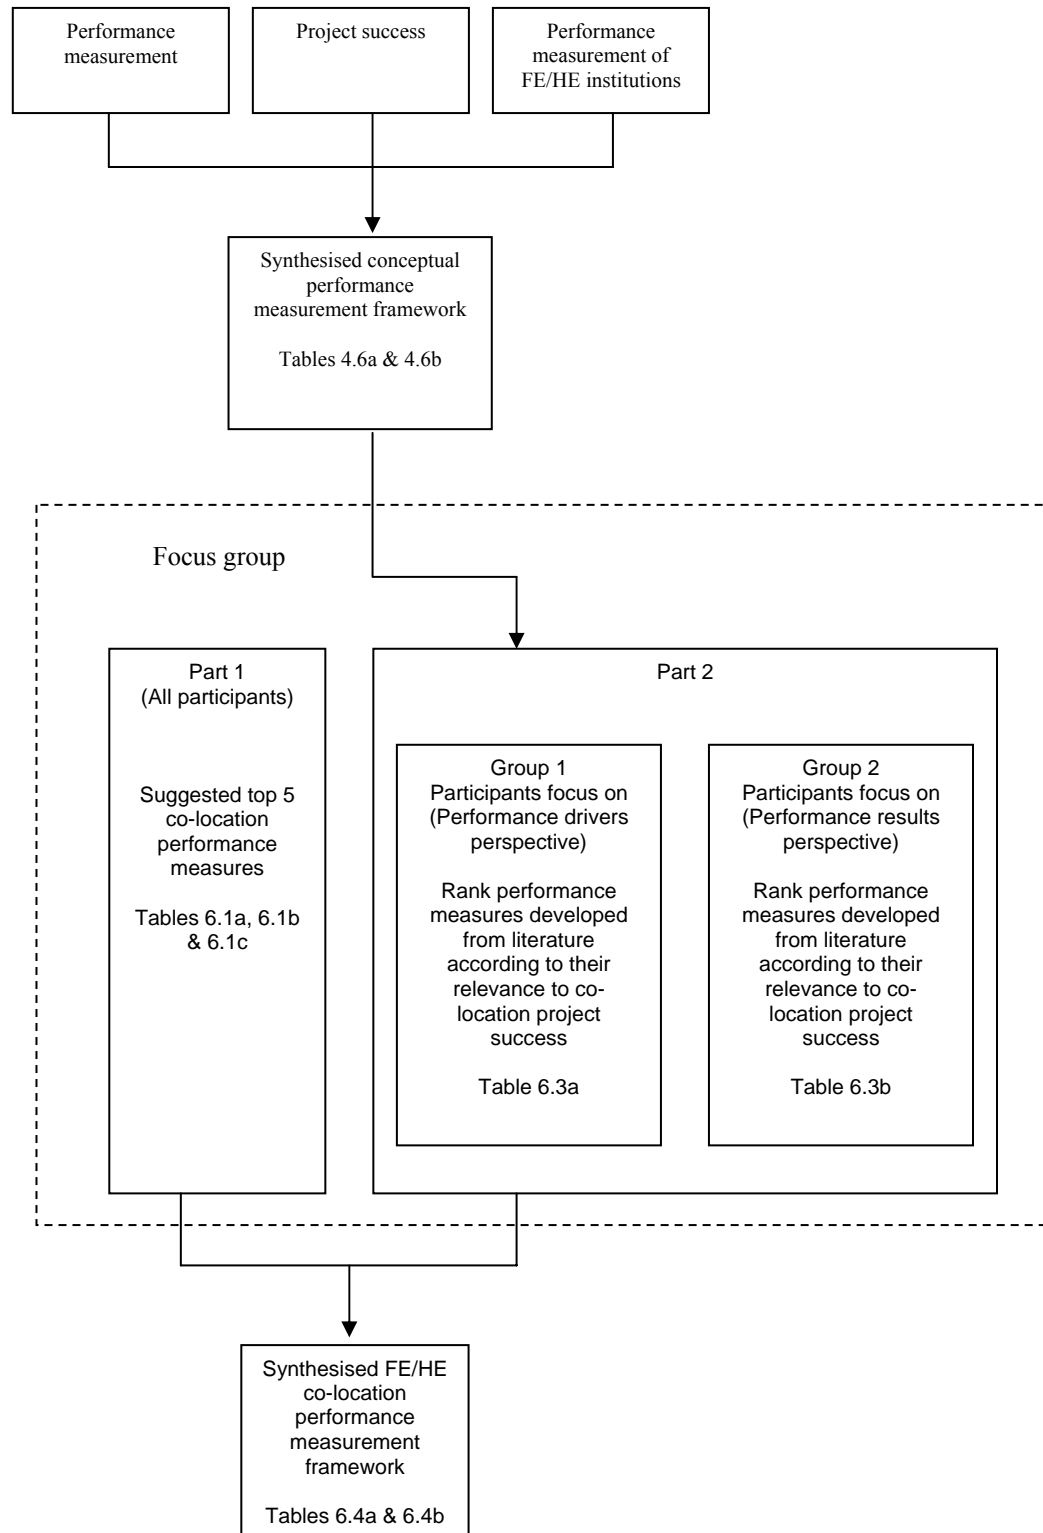 Performance
measurement
Project success
Performance
measurement of
FE/HE institutions
Synthesised conceptual
performance
measurement framework
Tables 4.6a & 4.6b
Focus group
Part 1
(All participants)
Suggested top 5
co-location
performance
measures
Tables 6.1a, 6.1b
& 6.1c
Part 2
Group 1
Participants focus on
(Performance drivers
perspective)
Rank performance
measures developed
from literature
according to their
relevance to co-
location project
success
Table 6.3a
Group 2
Participants focus on
(Performance results
perspective)
Rank performance
measures developed
from literature
according to their
relevance to co-
location project
success
Table 6.3b
Synthesised FE/HE
co-location
performance
measurement
framework
Tables 6.4a & 6.4b